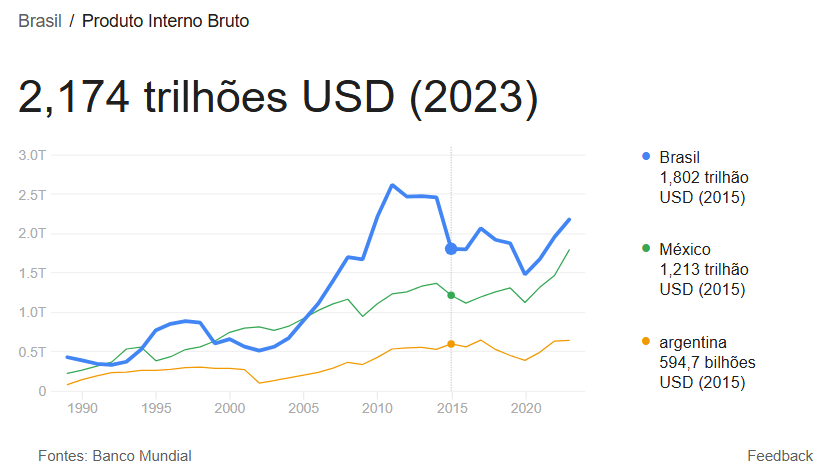 Brasil / Produto Interno Bruto
2,174 trilhões USD (2023)
3.0T
2.5T
2.0T
1.5T
1.0T
0.5T
0
1990 1995 2000 2005 2010 2015 2020
Brasil
1,802 trilhão
USD (2015)
México
1,213 trilhão
USD (2015)
argentina
594,7 bilhões
USD (2015)
Fontes: Banco Mundial
Feedback